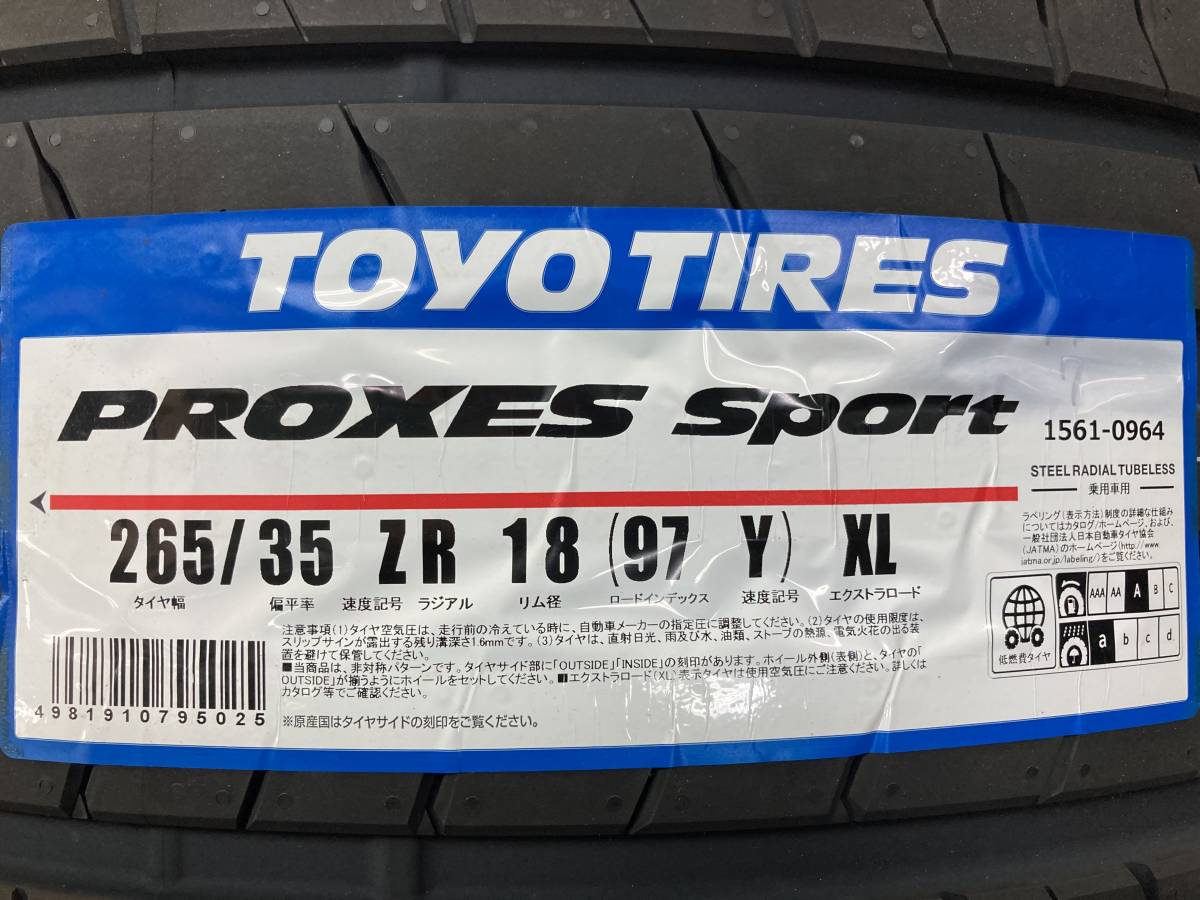 TOYO TIRES
PROXES Sport
1561-0964
STEEL RADIAL TUBELESS
乗用車用
ラベリング(表示方法)制度の詳細な仕組み
についてはカタログ/ホームページ、および、
一般社団法人日本自動車タイヤ協会
(JATMA)のホームページ(http://www.
jatma.or.jp/labeling/)をご覧ください。
265/35 ZR 18 (97 Y) XL
タイヤ幅 偏平率 速度記号 ラジアル リム径 ロードインデックス 速度記号 エクストラロード
AAA AA A B C
a b c d
低燃費タイヤ
注意事項(1)タイヤ空気圧は、走行前の冷えている時に、自動車メーカーの指定圧に調整してください。(2)タイヤの使用限度は、
スリップサインが露出する残り溝深さ1.6mmです。(3)タイヤは、直射日光、雨及び水、油類、ストーブの熱源、電気火花の出る装
置を避けて保管してください。
■当商品は、非対称パターンです。タイヤサイド部に「OUTSIDE」「INSIDE」の刻印があります。ホイール外側(表側)と、タイヤの「
OUTSIDE」が揃うようにホイールをセットしてください。■エクストラロード(XL)表示タイヤは使用空気圧にご注意ください。詳しくは
カタログ等でご確認ください。
※原産国はタイヤサイドの刻印をご覧ください。
4981910795025